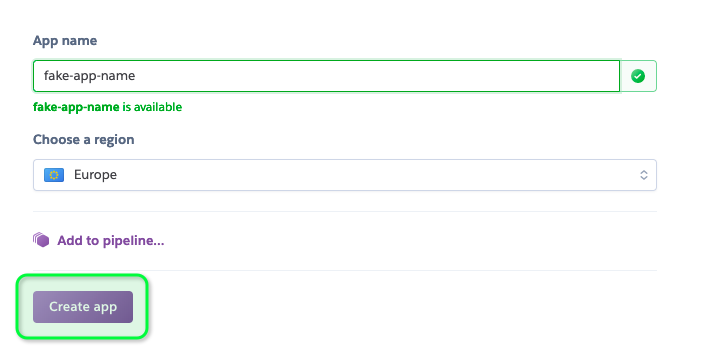 App name
fake-app-name
fake-app-name is available
Choose a region
Europe
Add to pipeline...
Create app